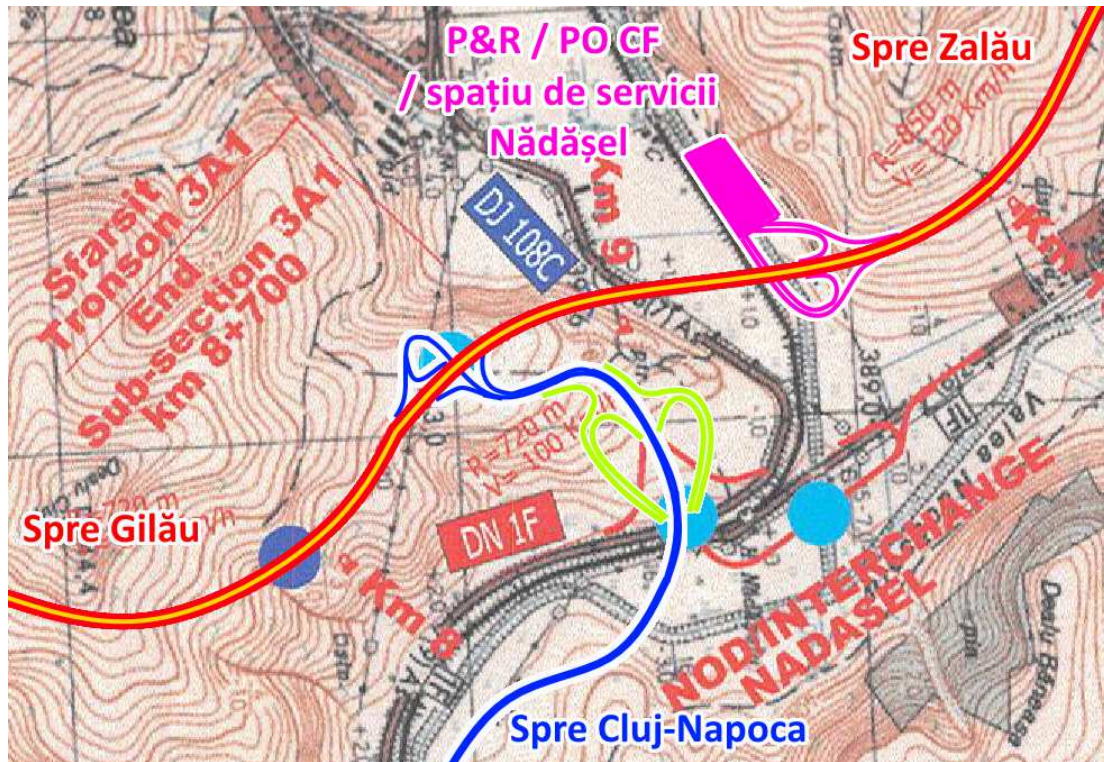 P&R / PO CF
/ spațiu de servicii
Nădășel
Spre Zalău
R=850 m
V=120 Km/h
Sfarsit
Tronson 3A1
End
Sub-section 3A1
km 8+700
DJ 108C
Km 9
R=720 m
V=100
DN 1F
Spre Gilău
Km 8
38970
Valea
NOD/INTERCHANGE
NADASEL
Dealu
Spre Cluj-Napoca